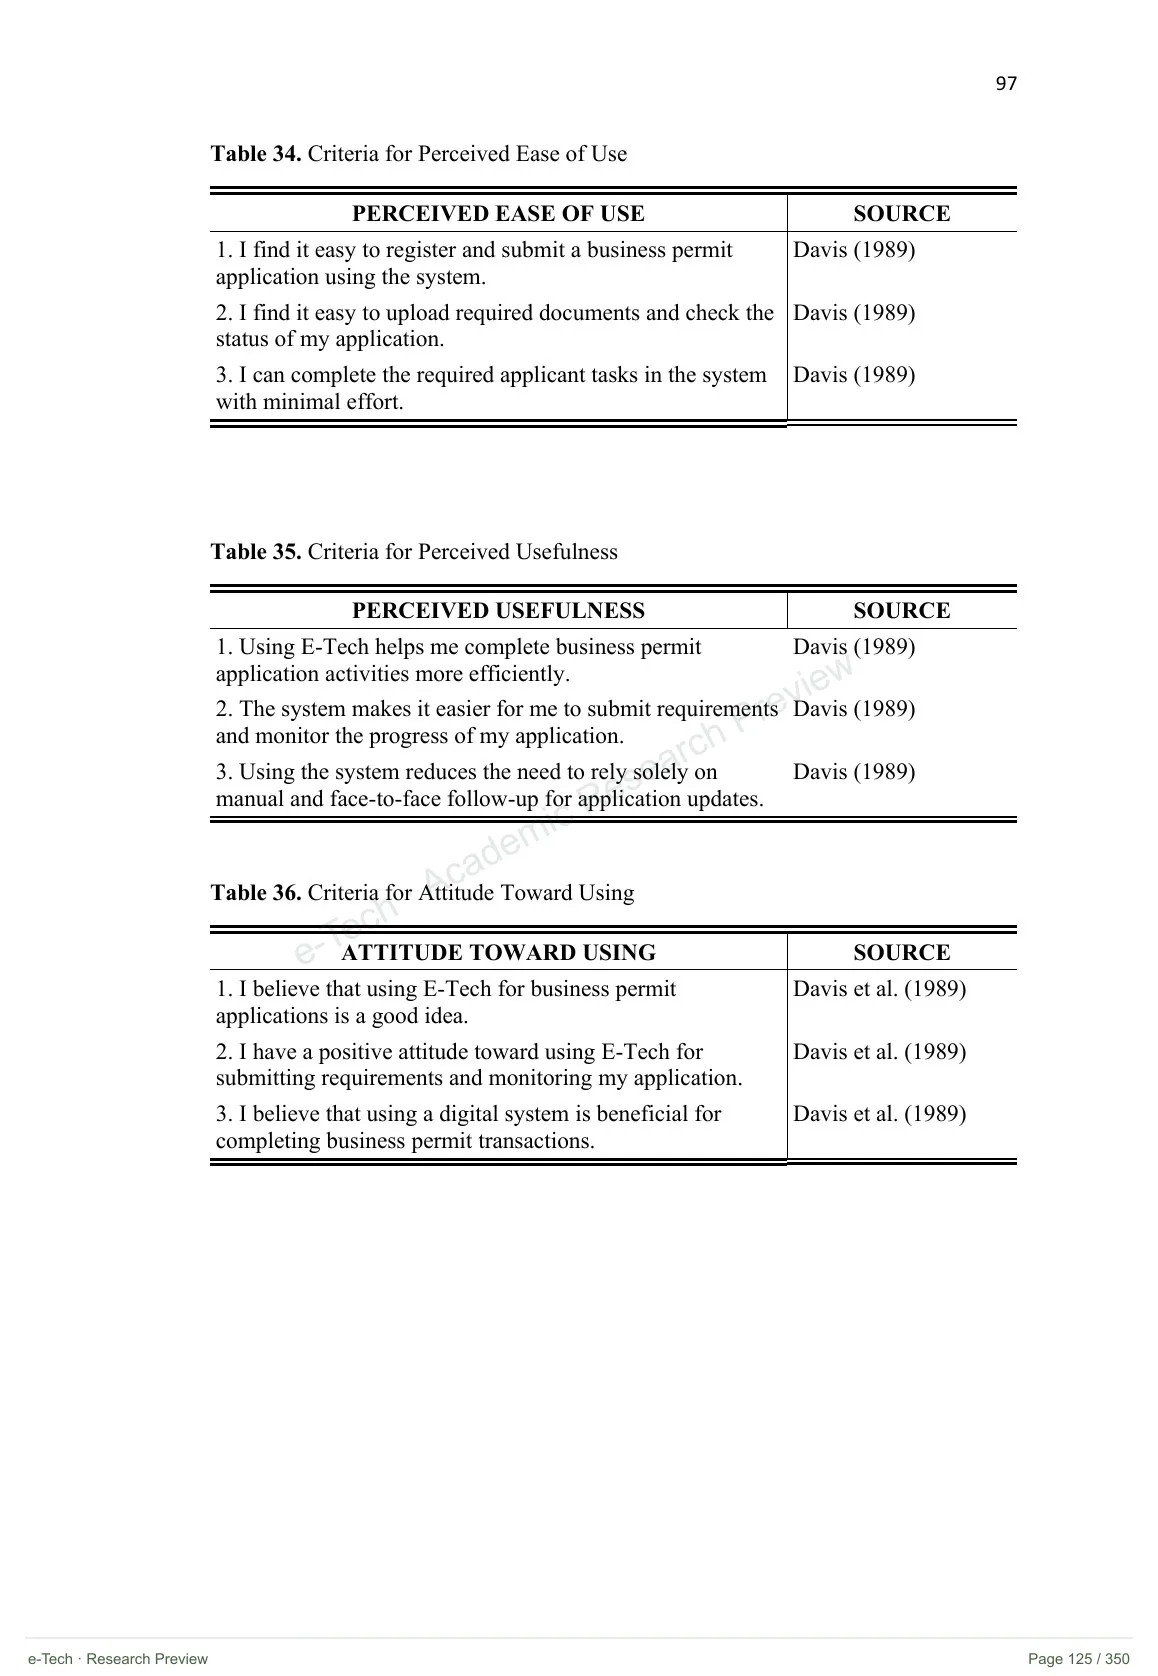 97
Table 34. Criteria for Perceived Ease of Use
PERCEIVED EASE OF USE SOURCE
1. I find it easy to register and submit a business permit Davis (1989)
application using the system.
2. I find it easy to upload required documents and check the Davis (1989)
status of my application.
3. I can complete the required applicant tasks in the system Davis (1989)
with minimal effort.
Table 35. Criteria for Perceived Usefulness
PERCEIVED USEFULNESS SOURCE
1. Using E-Tech helps me complete business permit Davis (1989)
application activities more efficiently.
2. The system makes it easier for me to submit requirements Davis (1989)
and monitor the progress of my application.
3. Using the system reduces the need to rely solely on Davis (1989)
manual and face-to-face follow-up for application updates.
e-Tech · Academic Research Preview
Table 36. Criteria for Attitude Toward Using
ATTITUDE TOWARD USING SOURCE
1. I believe that using E-Tech for business permit Davis et al. (1989)
applications is a good idea.
2. I have a positive attitude toward using E-Tech for Davis et al. (1989)
submitting requirements and monitoring my application.
3. I believe that using a digital system is beneficial for Davis et al. (1989)
completing business permit transactions.
e-Tech · Research Preview Page 125 / 350